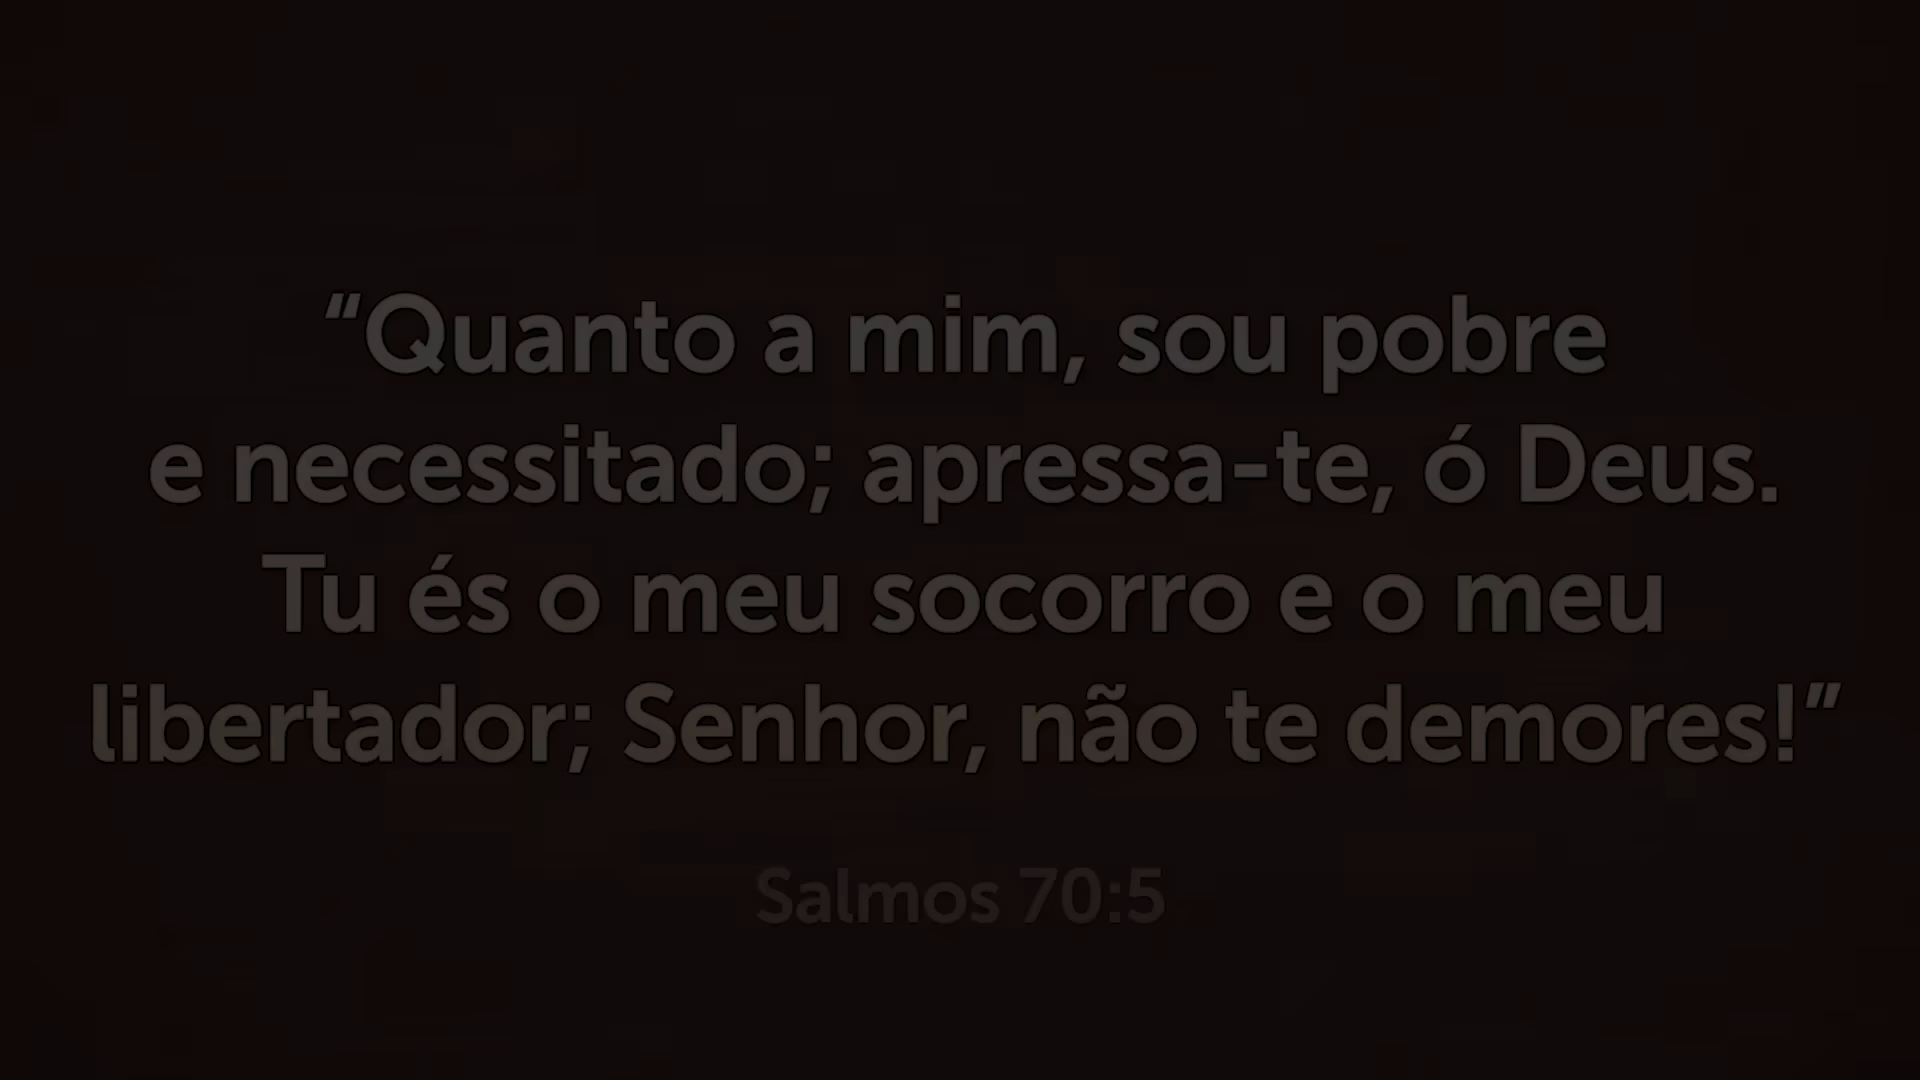 “Quanto a mim, sou pobre
e necessitado; apressa-te, ó Deus.
Tu és o meu socorro e o meu
libertador; Senhor, não te demores!”
Salmos 70:5